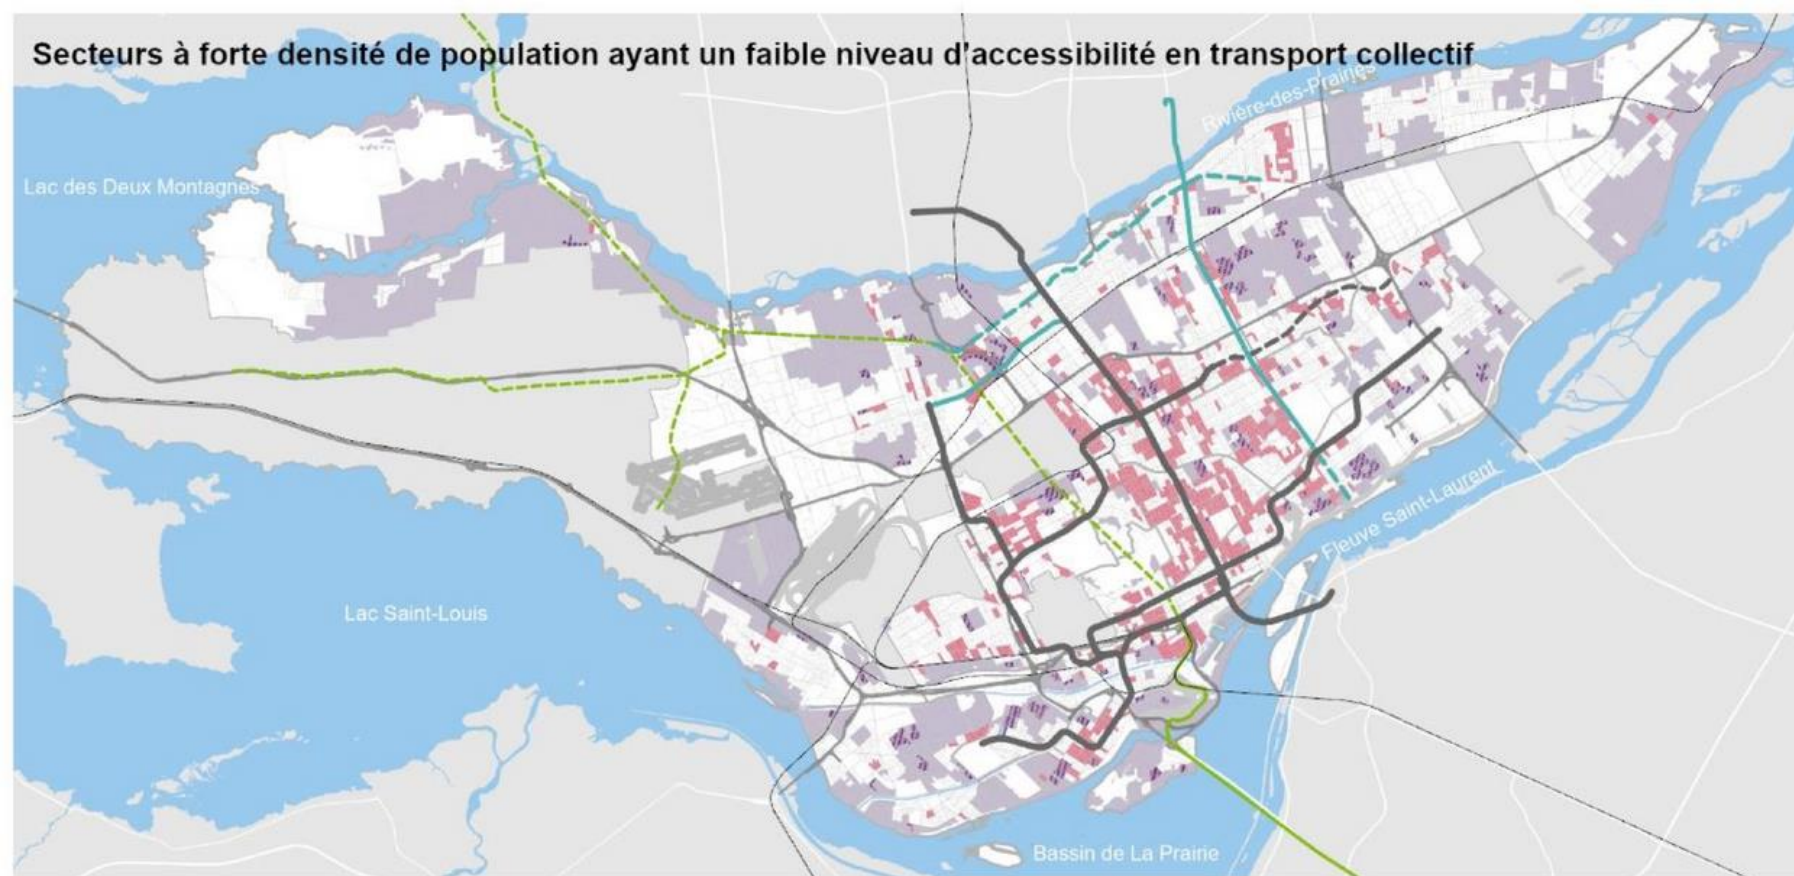 Secteurs à forte densité de population ayant un faible niveau d'accessibilité en transport collectif
Rivière-des-Prairies
Lac des Deux Montagnes
Fleuve Saint-Laurent
Lac Saint-Louis
Bassin de La Prairie